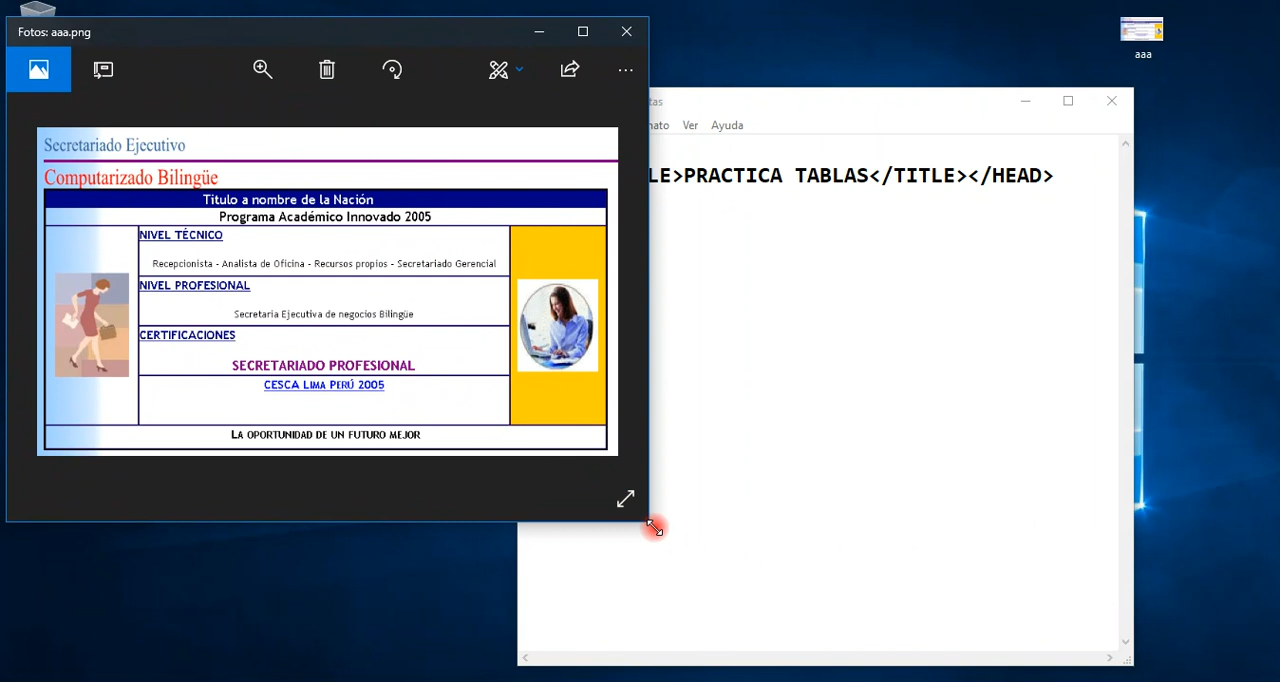 Fotos: aaa.png
aaa
tas
mato Ver Ayuda
LE>PRACTICA TABLAS</TITLE></HEAD>
Secretariado Ejecutivo
Computarizado Bilingüe
Titulo a nombre de la Nación
Programa Académico Innovado 2005
NIVEL TÉCNICO
Recepcionista - Analista de Oficina - Recursos propios - Secretariado Gerencial
NIVEL PROFESIONAL
Secretaria Ejecutiva de negocios Bilingüe
CERTIFICACIONES
SECRETARIADO PROFESIONAL
CESCA LIMA PERÚ 2005
LA OPORTUNIDAD DE UN FUTURO MEJOR